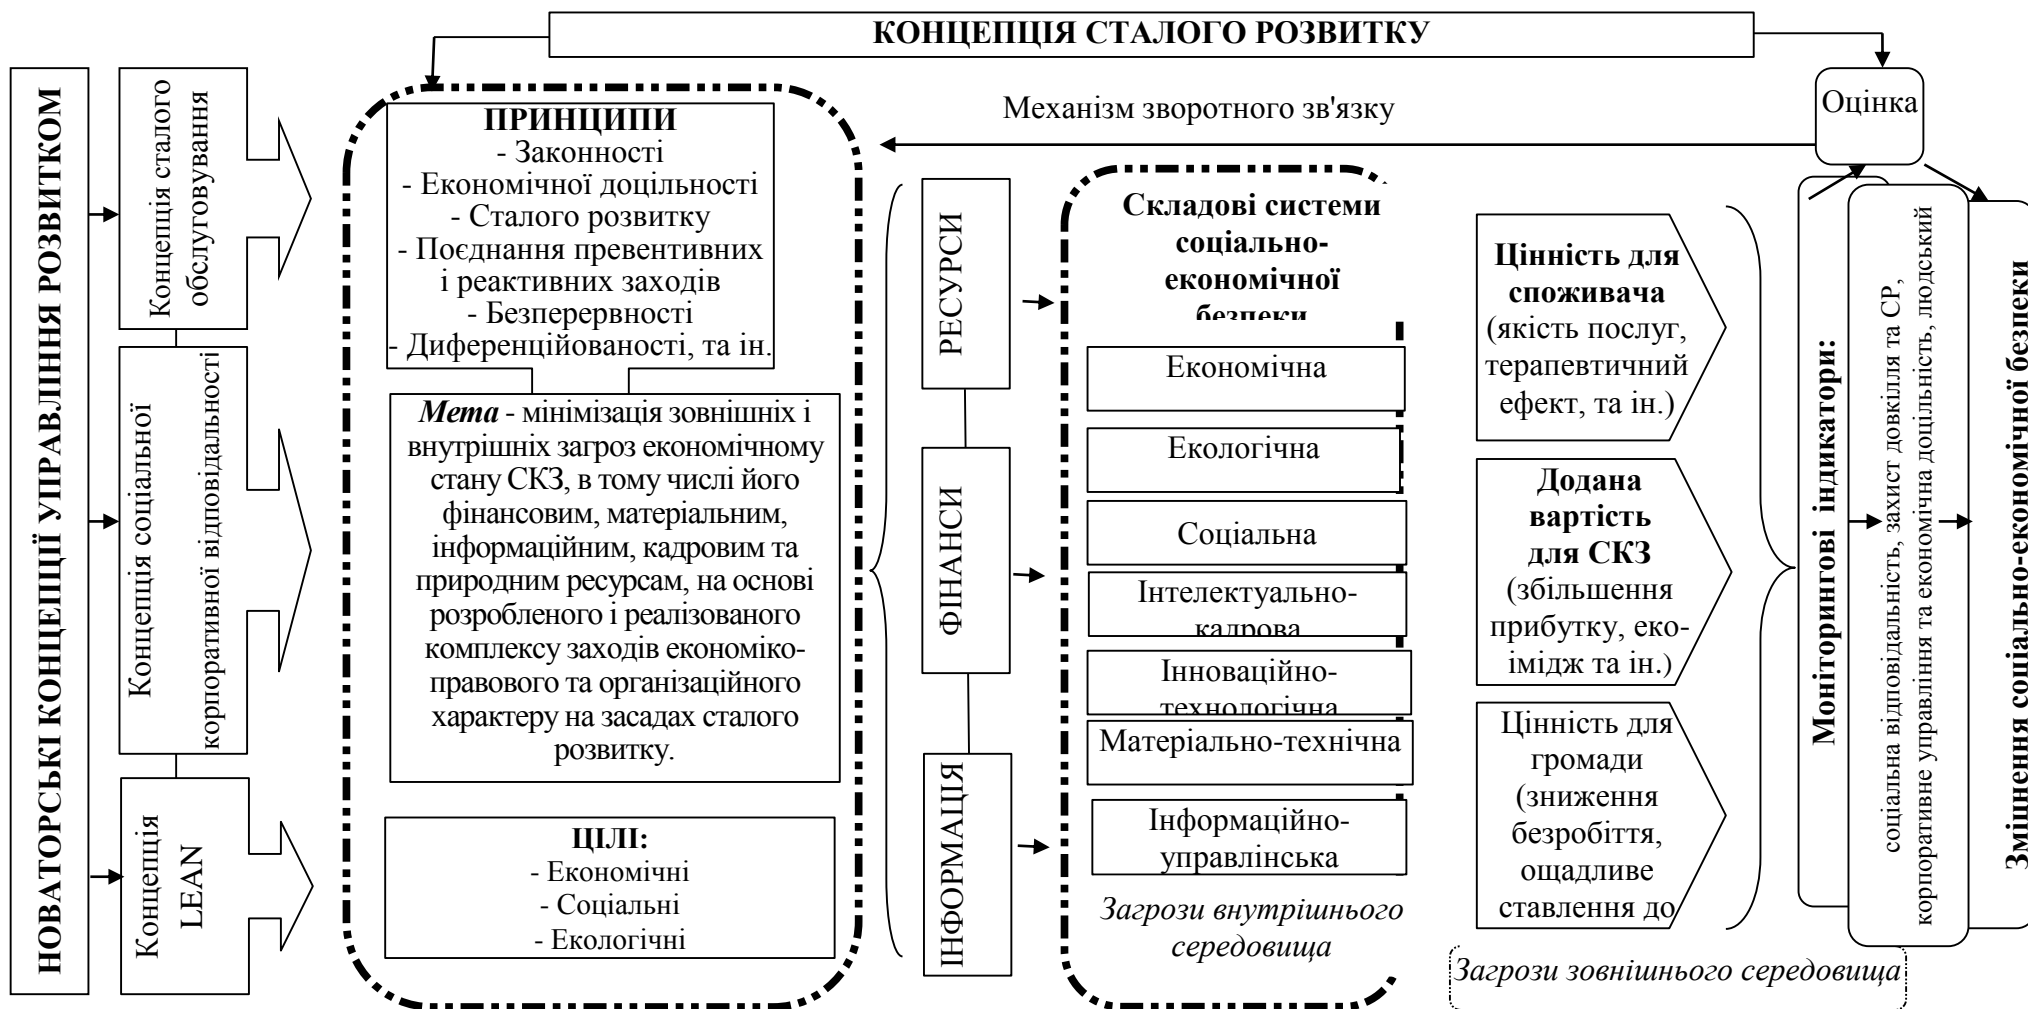 КОНЦЕПЦІЯ СТАЛОГО РОЗВИТКУ
НОВАТОРСЬКІ КОНЦЕПЦІЇ УПРАВЛІННЯ РОЗВИТКОМ
Концепція сталого
обслуговування
Концепція соціальної
корпоративної відповідальності
Концепція
LEAN
ПРИНЦИПИ
- Законності
- Економічної доцільності
- Сталого розвитку
- Поєднання превентивних
і реактивних заходів
- Безперервності
- Диференційованості, та ін.
Мета - мінімізація зовнішніх і
внутрішніх загроз економічному
стану СКЗ, в тому числі його
фінансовим, матеріальним,
інформаційним, кадровим та
природним ресурсам, на основі
розробленого і реалізованого
комплексу заходів економіко-
правового та організаційного
характеру на засадах сталого
розвитку.
ЦІЛІ:
- Економічні
- Соціальні
- Екологічні
Механізм зворотного зв'язку
РЕСУРСИ
ФІНАНСИ
ІНФОРМАЦІЯ
Складові системи
соціально-
економічної
безпеки
Економічна
Екологічна
Соціальна
Інтелектуально-
кадрова
Інноваційно-
технологічна
Матеріально-технічна
Інформаційно-
управлінська
Загрози внутрішнього
середовища
Цінність для
споживача
(якість послуг,
терапевтичний
ефект, та ін.)
Додана
вартість
для СКЗ
(збільшення
прибутку, еко-
імідж та ін.)
Цінність для
громади
(зниження
безробіття,
ощадливе
ставлення до
Загрози зовнішнього середовища
Оцінка
Моніторингові індикатори:
соціальна відповідальність, захист довкілля та СР,
корпоративне управління та економічна доцільність, людський
Зміцнення соціально-економічної безпеки